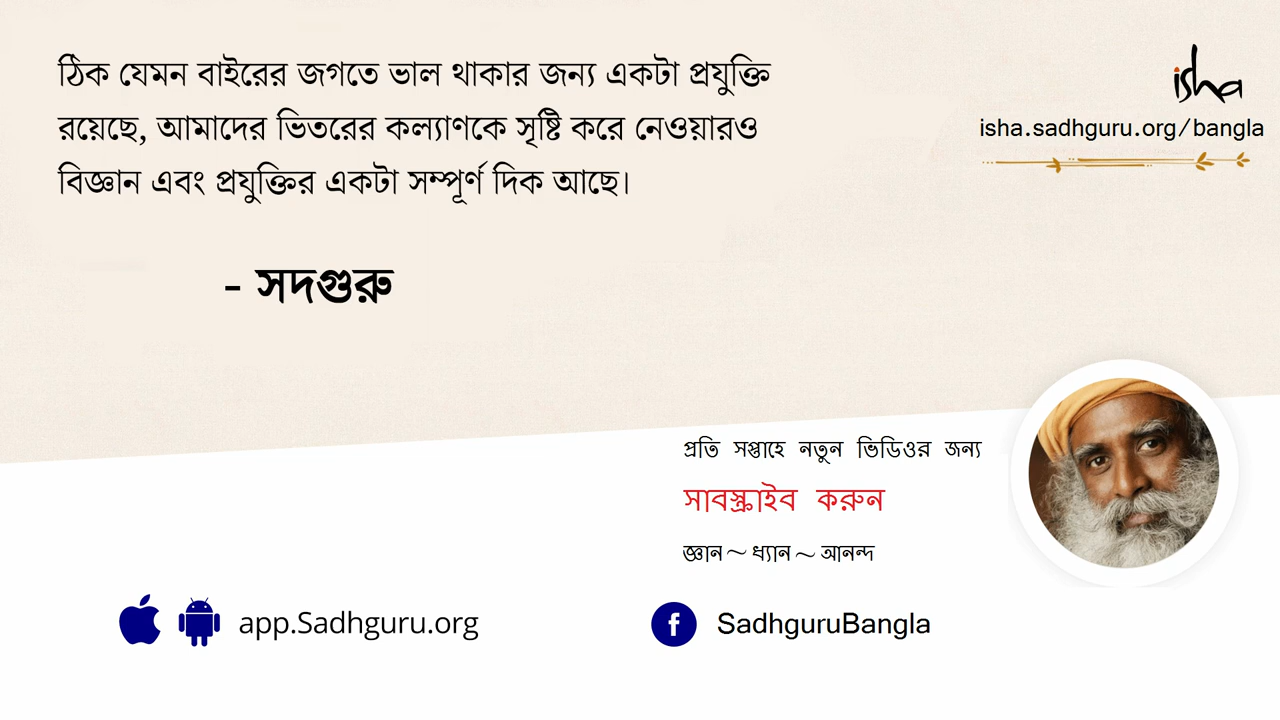 ঠিক যেমন বাইরের জগতে ভাল থাকার জন্য একটা প্রযুক্তি
রয়েছে, আমাদের ভিতরের কল্যাণকে সৃষ্টি করে নেওয়ারও
বিজ্ঞান এবং প্রযুক্তির একটা সম্পূর্ণ দিক আছে।
- সদগুরু
isha
isha.sadhguru.org/bangla
প্রতি সপ্তাহে নতুন ভিডিওর জন্য
সাবস্ক্রাইব করুন
জ্ঞান ~ ধ্যান ~ আনন্দ
app.Sadhguru.org
f SadhguruBangla